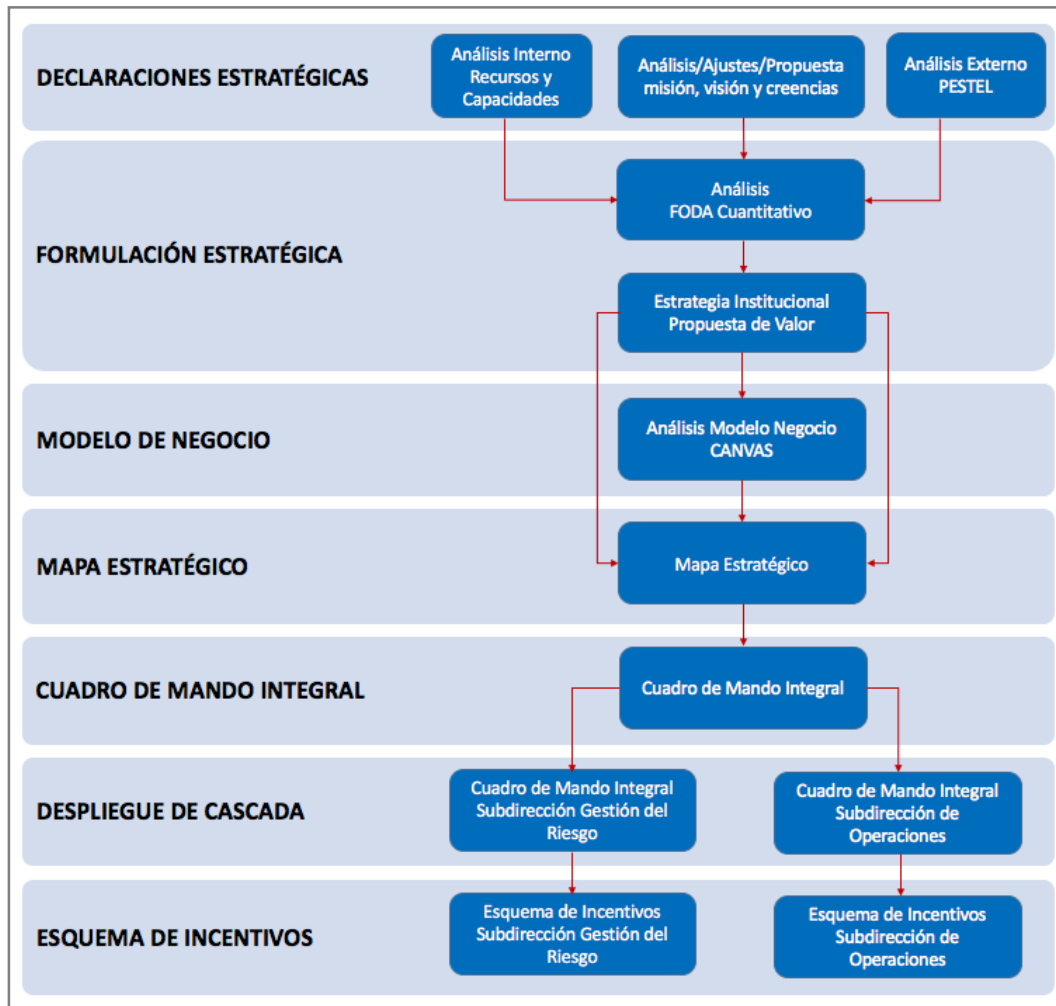 DECLARACIONES ESTRATÉGICAS
Análisis Interno
Recursos y
Capacidades
Análisis/Ajustes/Propuesta
misión, visión y creencias
Análisis Externo
PESTEL
FORMULACIÓN ESTRATÉGICA
Análisis
FODA Cuantitativo
Estrategia Institucional
Propuesta de Valor
MODELO DE NEGOCIO
Análisis Modelo Negocio
CANVAS
MAPA ESTRATÉGICO
Mapa Estratégico
CUADRO DE MANDO INTEGRAL
Cuadro de Mando Integral
DESPLIEGUE DE CASCADA
Cuadro de Mando Integral
Subdirección Gestión del
Riesgo
Cuadro de Mando Integral
Subdirección de
Operaciones
ESQUEMA DE INCENTIVOS
Esquema de Incentivos
Subdirección Gestión del
Riesgo
Esquema de Incentivos
Subdirección de
Operaciones